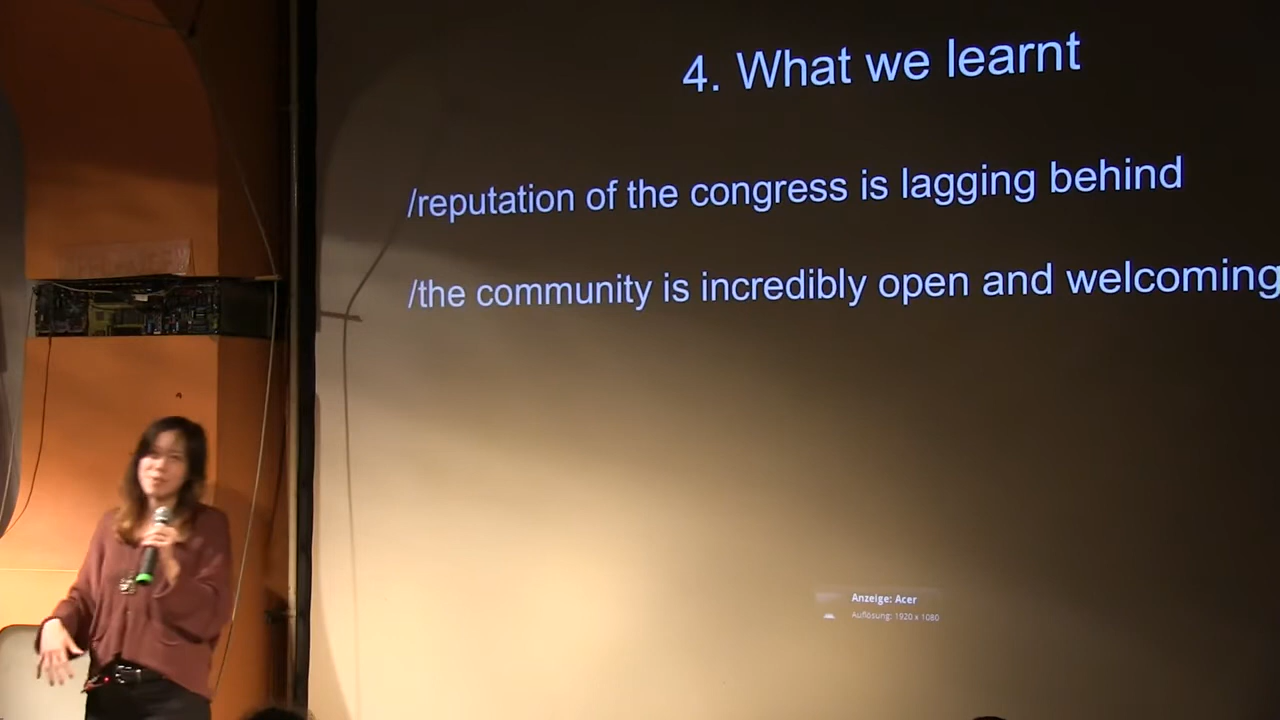 4. What we learnt
/reputation of the congress is lagging behind
/the community is incredibly open and welcoming
Anzeige: Acer
Auflösung: 1920 x 1080